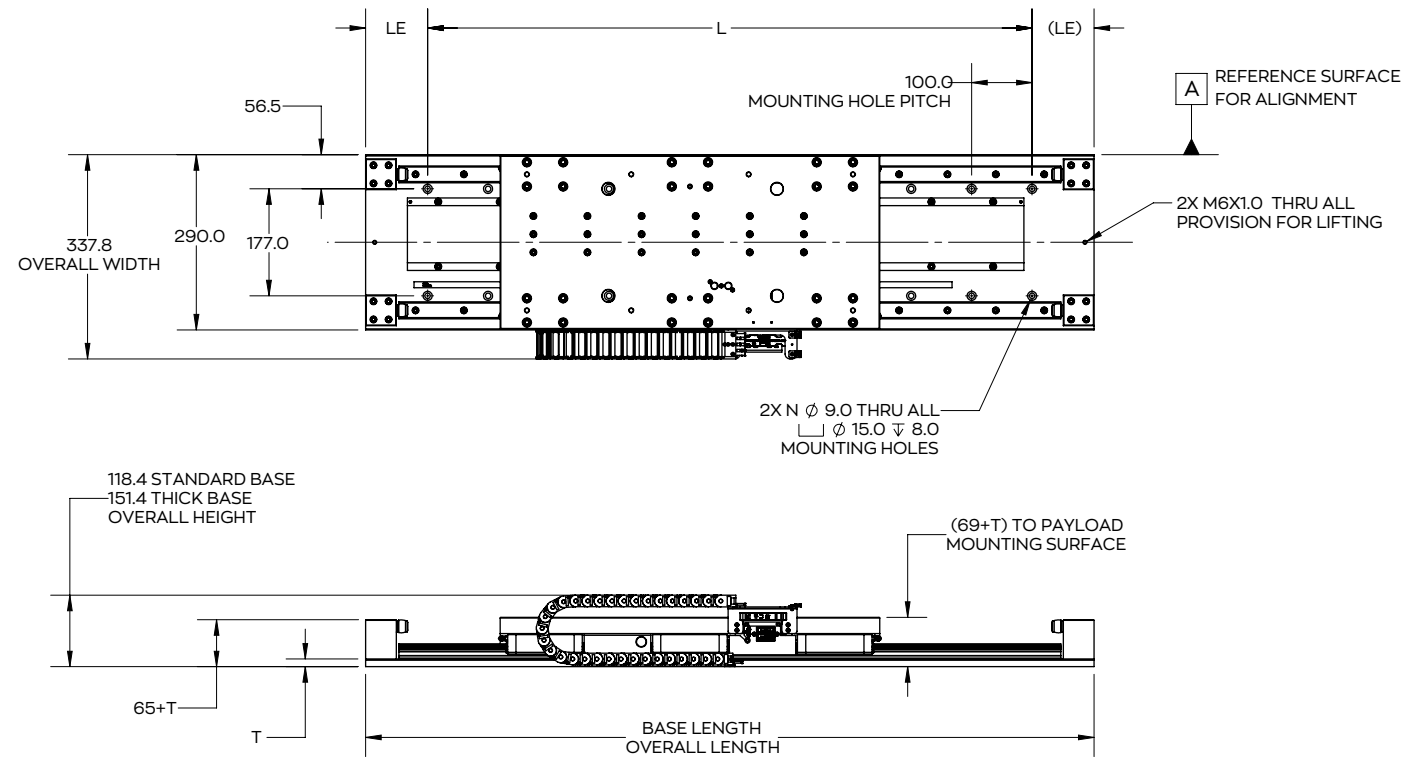 LE
L
(LE)
100.0
MOUNTING HOLE PITCH
A
REFERENCE SURFACE
FOR ALIGNMENT
56.5
2X M6X1.0 THRU ALL
PROVISION FOR LIFTING
337.8
OVERALL WIDTH
290.0
177.0
2X N ⌀ 9.0 THRU ALL
⌴ ⌀ 15.0 ↧ 8.0
MOUNTING HOLES
118.4 STANDARD BASE
151.4 THICK BASE
OVERALL HEIGHT
(69+T) TO PAYLOAD
MOUNTING SURFACE
65+T
T
BASE LENGTH
OVERALL LENGTH